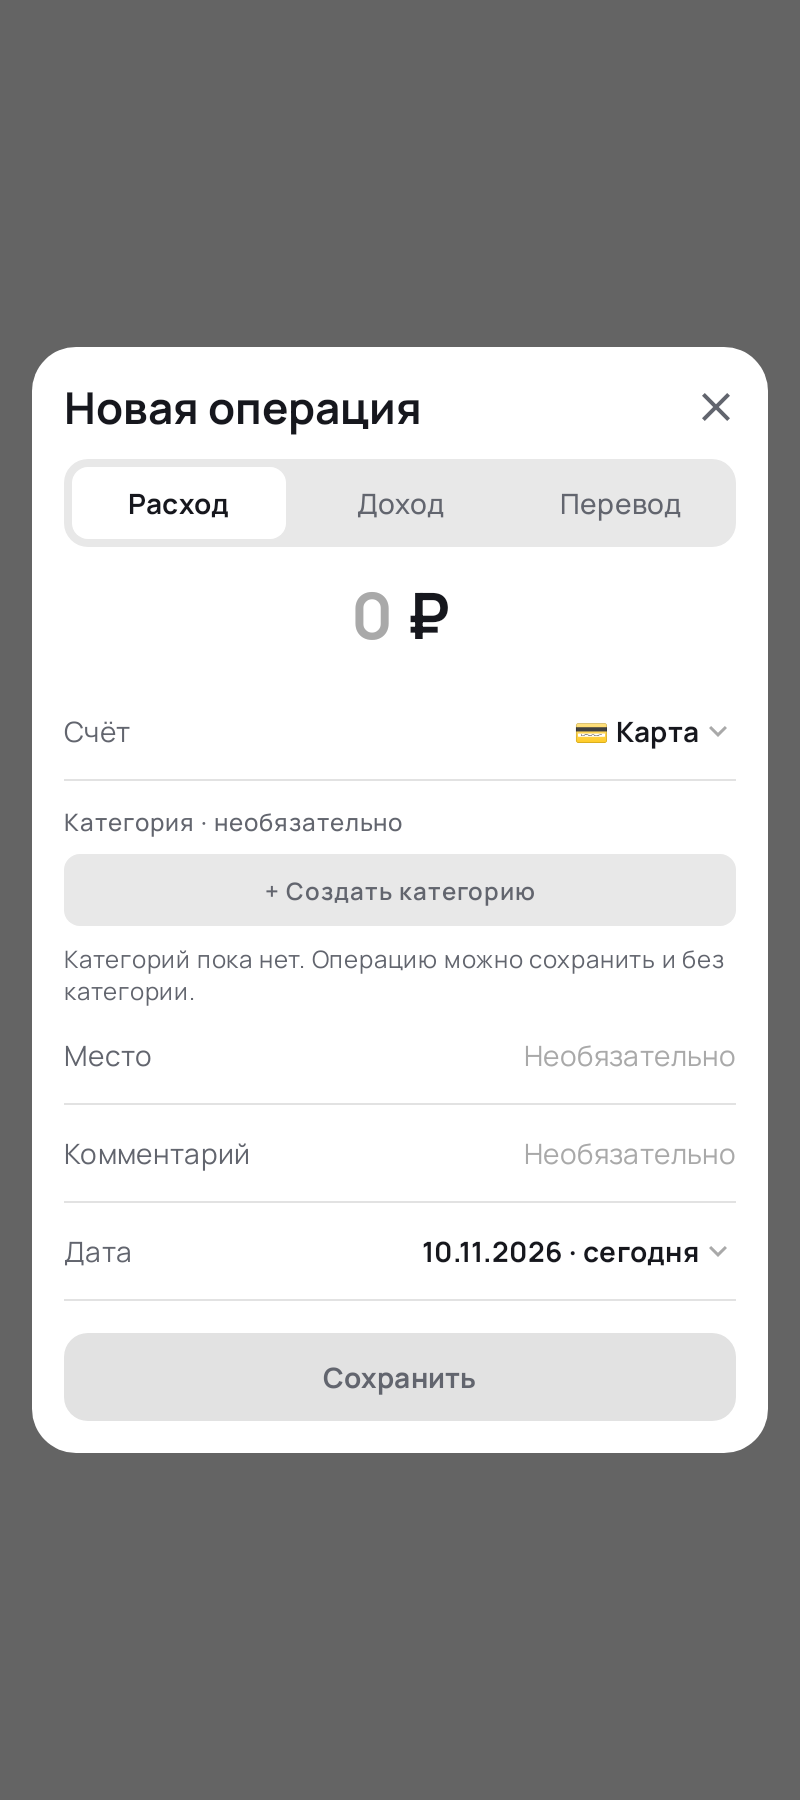 Новая операция
Расход Доход Перевод
0 ₽
Счёт 💳 Карта
Категория · необязательно
+ Создать категорию
Категорий пока нет. Операцию можно сохранить и без
категории.
Место Необязательно
Комментарий Необязательно
Дата 10.11.2026 · сегодня
Сохранить